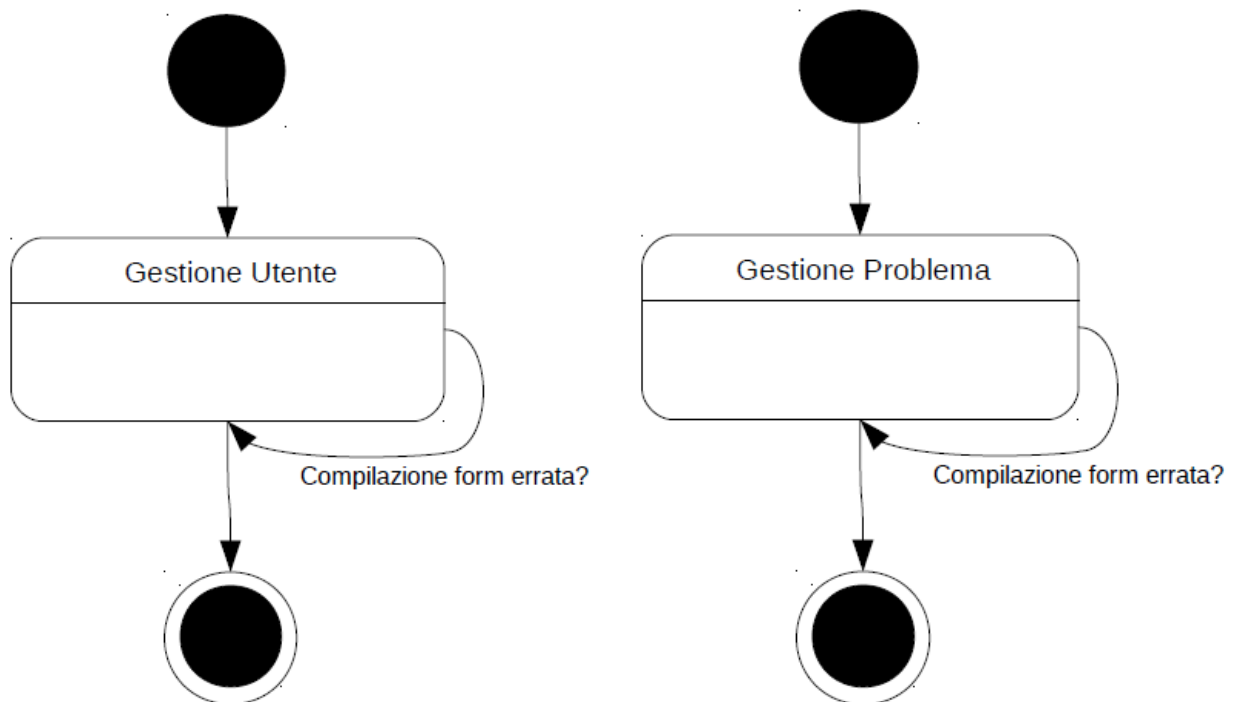 Gestione Utente
Gestione Problema
Compilazione form errata?
Compilazione form errata?